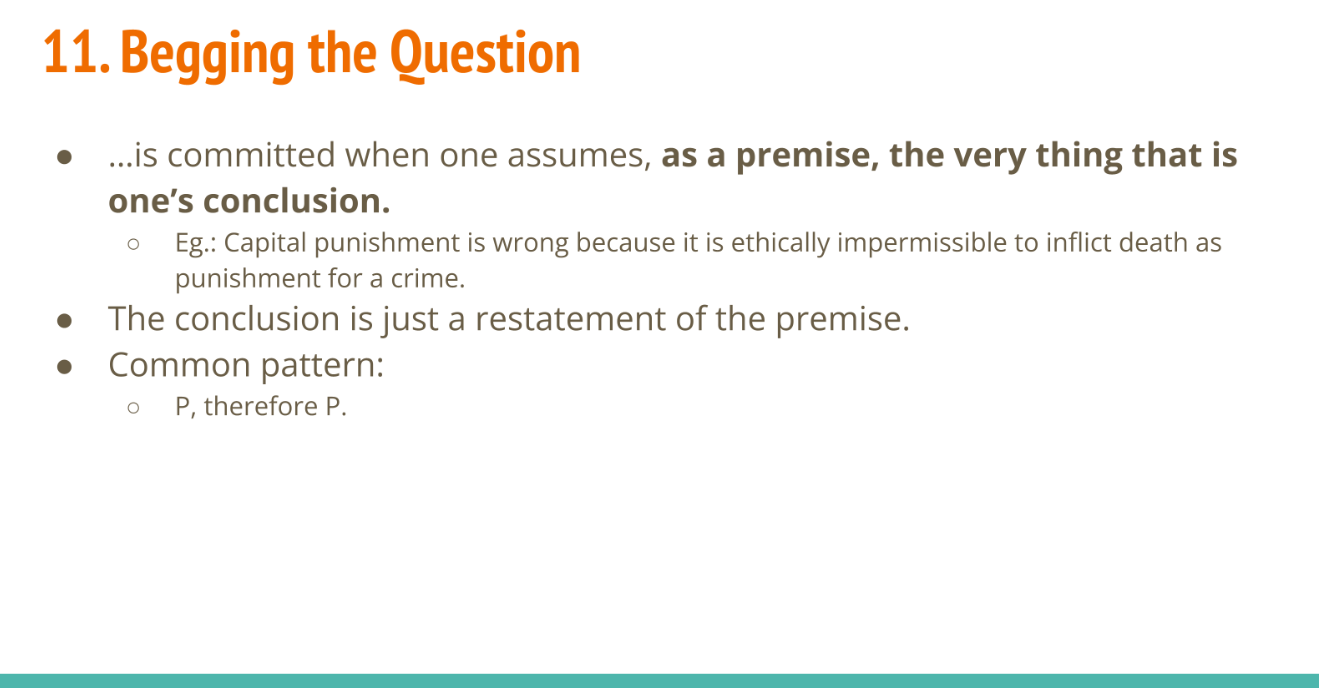 11. Begging the Question
● …is committed when one assumes, as a premise, the very thing that is
one’s conclusion.
○ Eg.: Capital punishment is wrong because it is ethically impermissible to inflict death as
punishment for a crime.
● The conclusion is just a restatement of the premise.
● Common pattern:
○ P, therefore P.